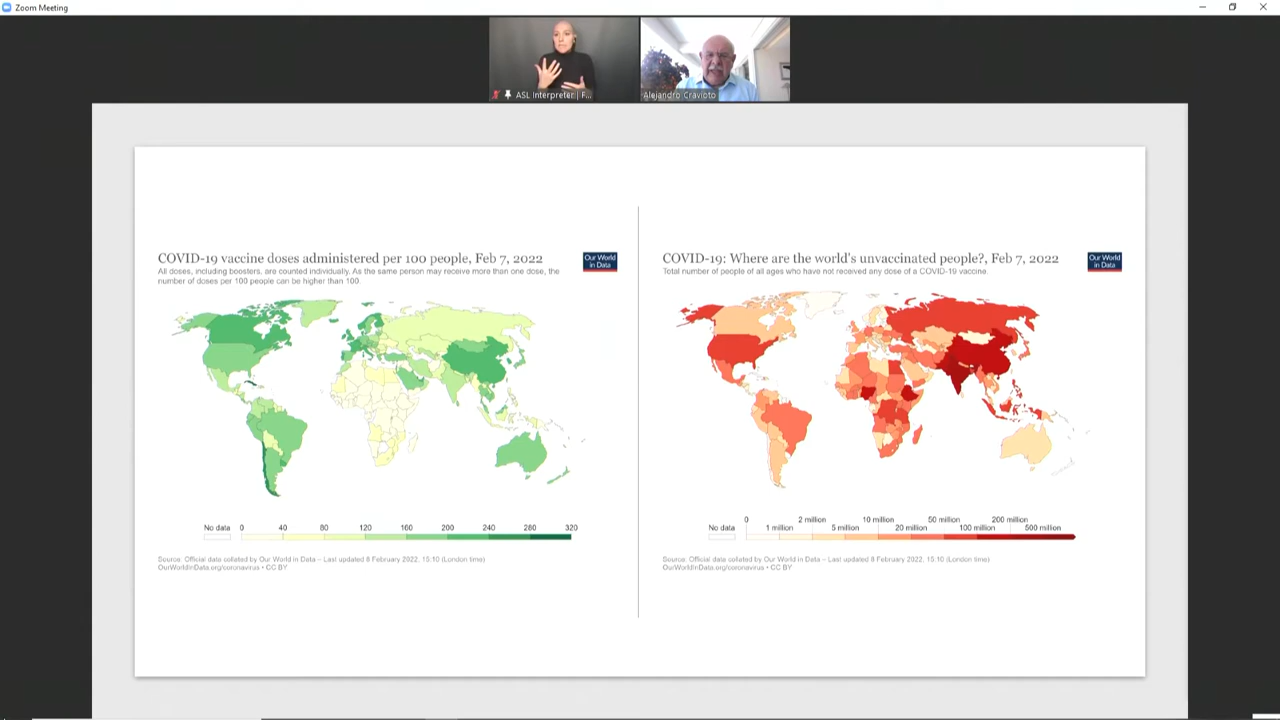 Zoom Meeting
ASL Interpreter | F...
Alejandro Cravioto
COVID-19 vaccine doses administered per 100 people, Feb 7, 2022
All doses, including boosters, are counted individually. As the same person may receive more than one dose, the
number of doses per 100 people can be higher than 100.
Our World
in Data
No data 0 40 80 120 160 200 240 280 320
Source: Official data collated by Our World in Data – Last updated 8 February 2022, 15:10 (London time)
OurWorldInData.org/coronavirus • CC BY
COVID-19: Where are the world's unvaccinated people?, Feb 7, 2022
Total number of people of all ages who have not received any dose of a COVID-19 vaccine.
Our World
in Data
0 2 million 10 million 50 million 200 million
No data 1 million 5 million 20 million 100 million 500 million
Source: Official data collated by Our World in Data – Last updated 8 February 2022, 15:10 (London time)
OurWorldInData.org/coronavirus • CC BY